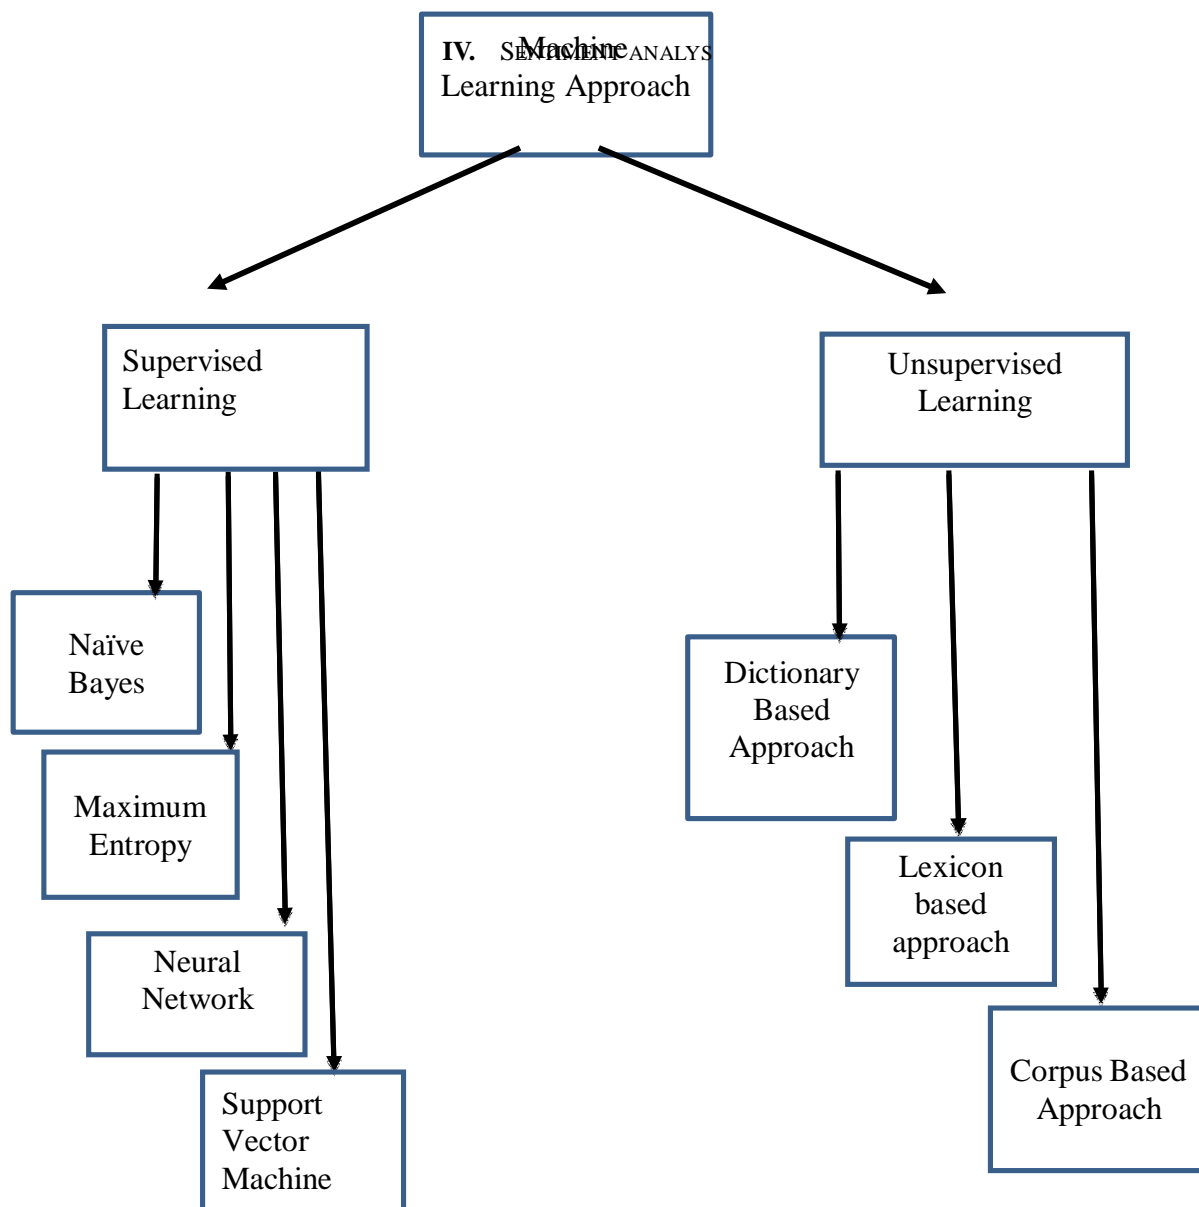 IV. SENTIMENT ANALYS
Machine
Learning Approach
Supervised
Learning
Unsupervised
Learning
Naïve
Bayes
Dictionary
Based
Approach
Maximum
Entropy
Lexicon
based
approach
Neural
Network
Corpus Based
Approach
Support
Vector
Machine